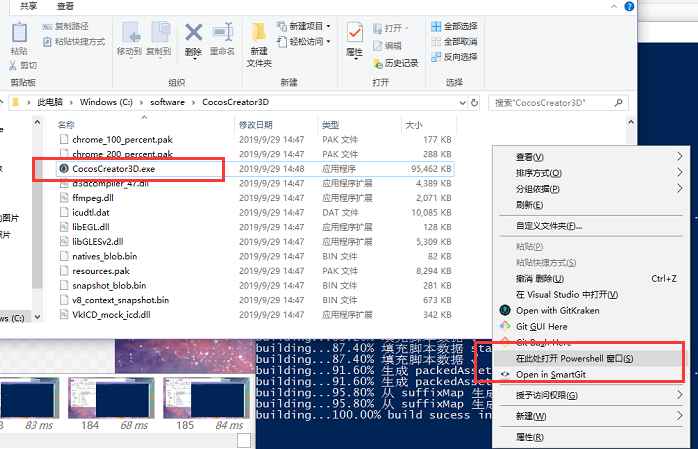 共享 查看
粘贴
复制路径
粘贴快捷方式
剪切
剪贴板
移动到 复制到 删除 重命名
组织
新建
文件夹
新建项目
轻松访问
新建
属性
打开
编辑
历史记录
打开
全部选择
全部取消
反向选择
选择
此电脑 > Windows (C:) > software > CocosCreator3D
搜索"CocosCreator3D"
名称 修改日期 类型 大小
chrome_100_percent.pak 2019/9/29 14:47 PAK 文件 177 KB
chrome_200_percent.pak 2019/9/29 14:47 PAK 文件 288 KB
CocosCreator3D.exe 2019/9/29 14:48 应用程序 95,462 KB
d3dcompiler_47.dll 2019/9/29 14:47 应用程序扩展 4,389 KB
ffmpeg.dll 2019/9/29 14:47 应用程序扩展 2,071 KB
icudtl.dat 2019/9/29 14:47 DAT 文件 10,085 KB
libEGL.dll 2019/9/29 14:47 应用程序扩展 128 KB
libGLESv2.dll 2019/9/29 14:47 应用程序扩展 5,309 KB
natives_blob.bin 2019/9/29 14:47 BIN 文件 82 KB
resources.pak 2019/9/29 14:47 PAK 文件 8,294 KB
snapshot_blob.bin 2019/9/29 14:47 BIN 文件 281 KB
v8_context_snapshot.bin 2019/9/29 14:47 BIN 文件 673 KB
VkICD_mock_icd.dll 2019/9/29 14:47 应用程序扩展 342 KB
的图片
照片
ows (C:)
查看(V)
排序方式(O)
分组依据(P)
刷新(E)
自定义文件夹(F)...
粘贴(P)
粘贴快捷方式(S)
撤消 删除(U) Ctrl+Z
在 Visual Studio 中打开(V)
Open with GitKraken
Git GUI Here
Git Bash Here
在此处打开 Powershell 窗口(S)
Open in SmartGit
授予访问权限(G)
新建(W)
属性(R)
building...87.40% 填充脚本数据 sta
building...87.40% 填充脚本数据
building...91.60% 生成 packedAsset
building...91.60% 生成 packedAsset
building...95.80% 从 suffixMap 生成
building...95.80% 从 suffixMap 生成
building...100.00% build sucess in
83 ms 184 68 ms 185 84 ms